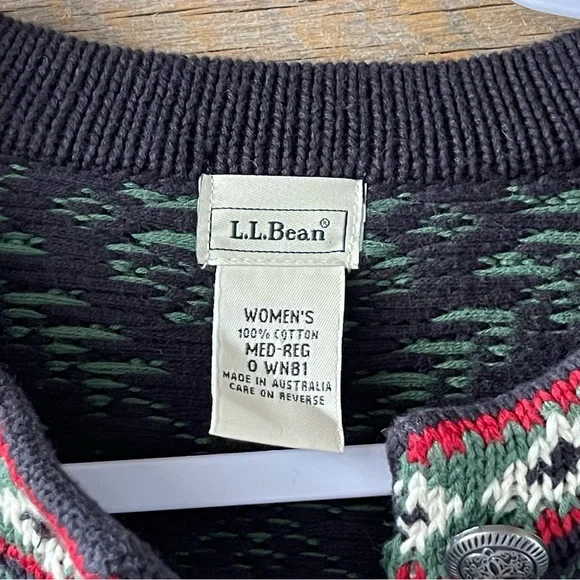 L.L.Bean®
WOMEN'S
100% COTTON
MED-REG
0 WN81
MADE IN AUSTRALIA
CARE ON REVERSE